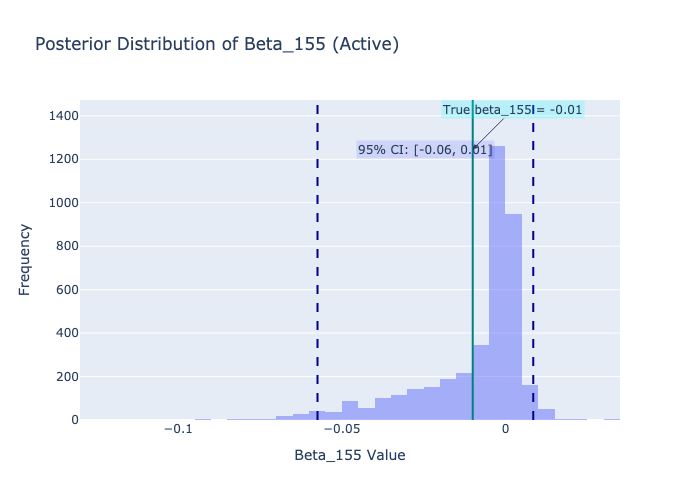 Posterior Distribution of Beta_155 (Active)
True beta_155 = -0.01
95% CI: [-0.06, 0.01]
1400
1200
1000
800
600
400
200
0
Frequency
−0.1
−0.05
0
Beta_155 Value